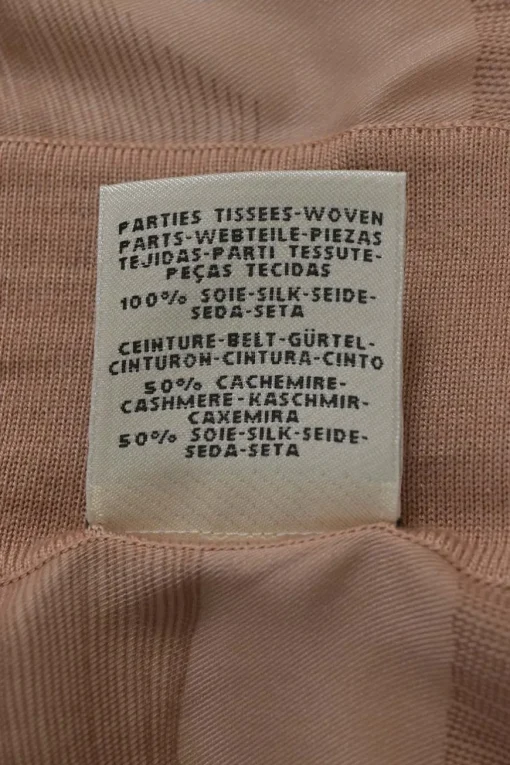 PARTIES TISSEES-WOVEN
PARTS-WEBTEILE-PIEZAS
TEJIDAS-PARTI TESSUTE-
PEÇAS TECIDAS
100% SOIE-SILK-SEIDE-
SEDA-SETA
CEINTURE-BELT-GÜRTEL-
CINTURON-CINTURA-CINTO
50% CACHEMIRE-
CASHMERE-KASCHMIR-
CAXEMIRA
50% SOIE-SILK-SEIDE-
SEDA-SETA